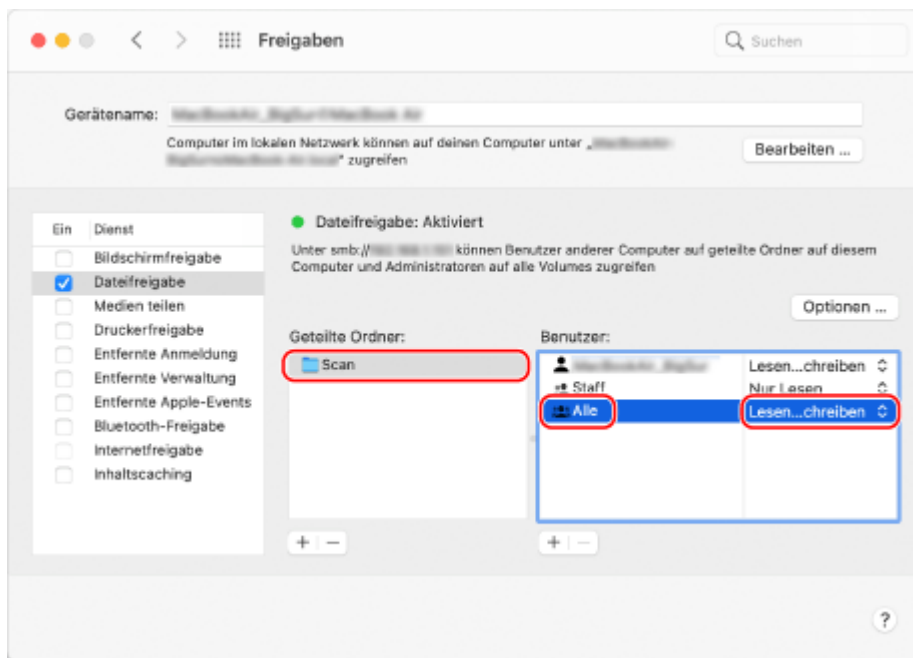 Freigaben
Suchen
Gerätename:
Computer im lokalen Netzwerk können auf deinen Computer unter „
" zugreifen
Bearbeiten ...
Ein Dienst
Bildschirmfreigabe
Dateifreigabe
Medien teilen
Druckerfreigabe
Entfernte Anmeldung
Entfernte Verwaltung
Entfernte Apple-Events
Bluetooth-Freigabe
Internetfreigabe
Inhaltscaching
Dateifreigabe: Aktiviert
Unter smb:// können Benutzer anderer Computer auf geteilte Ordner auf diesem
Computer und Administratoren auf alle Volumes zugreifen
Optionen ...
Geteilte Ordner:
Scan
Benutzer:
Lesen...chreiben
Staff Nur Lesen
Alle Lesen...chreiben
+ −
+ −
?